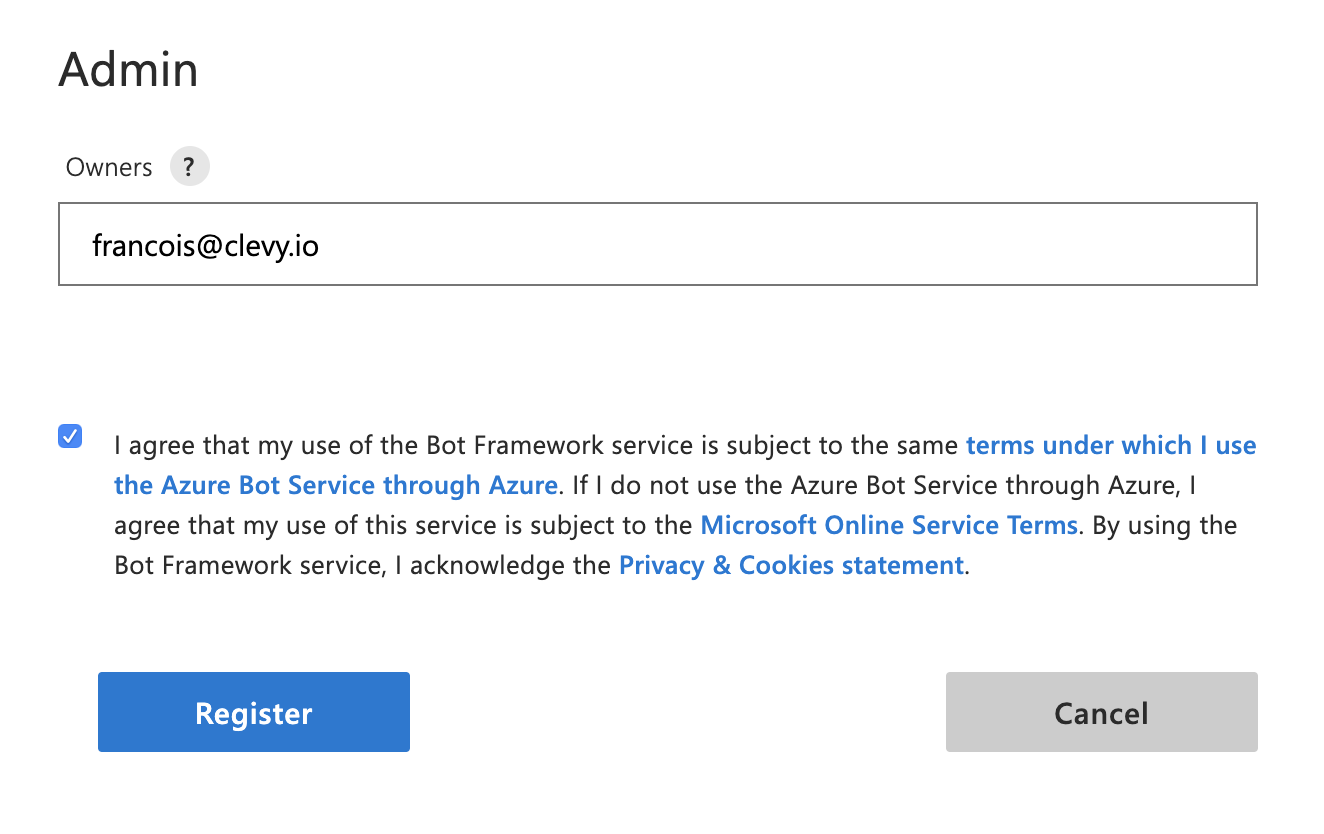 Admin
Owners ?
francois@clevy.io
I agree that my use of the Bot Framework service is subject to the same terms under which I use
the Azure Bot Service through Azure. If I do not use the Azure Bot Service through Azure, I
agree that my use of this service is subject to the Microsoft Online Service Terms. By using the
Bot Framework service, I acknowledge the Privacy & Cookies statement.
Register
Cancel